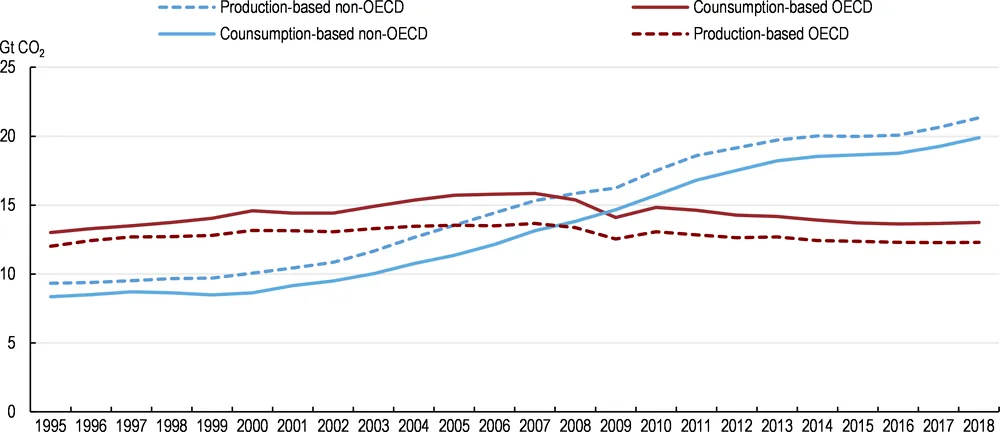 Production-based non-OECD Counsumption-based OECD
Counsumption-based non-OECD Production-based OECD
Gt CO₂
25
20
15
10
5
0
1995 1996 1997 1998 1999 2000 2001 2002 2003 2004 2005 2006 2007 2008 2009 2010 2011 2012 2013 2014 2015 2016 2017 2018